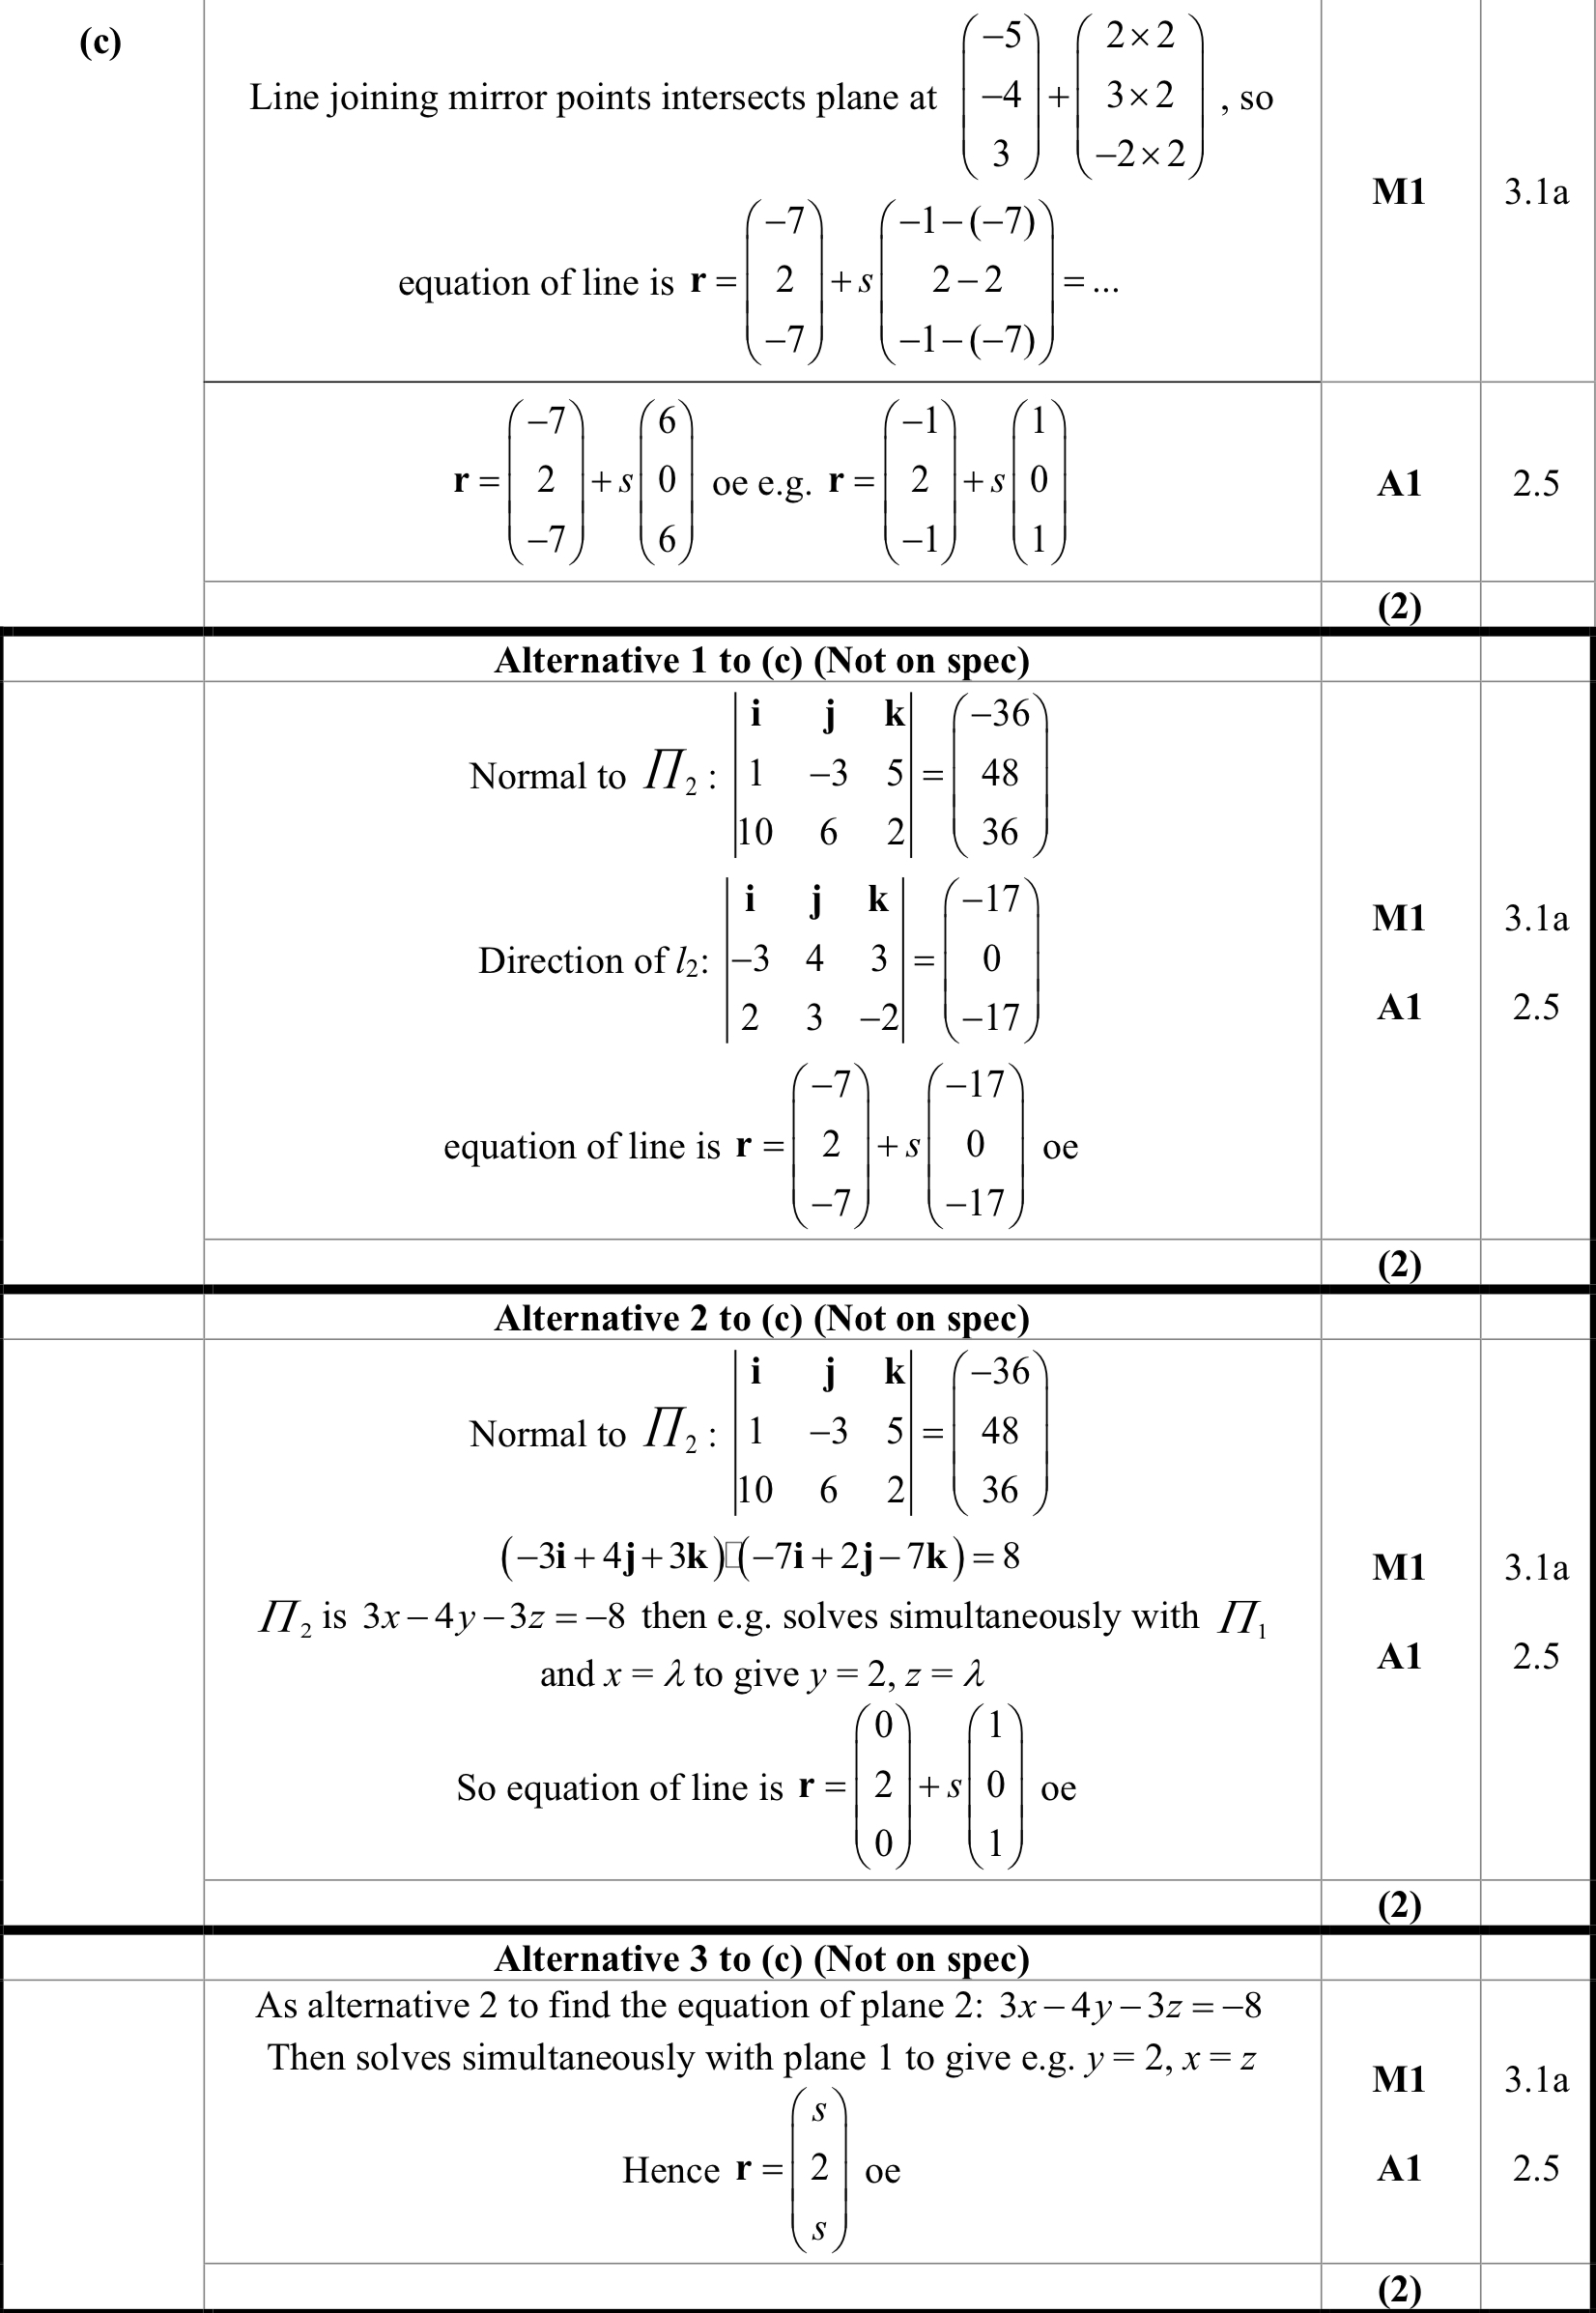 (c)
Line joining mirror points intersects plane at $\begin{pmatrix} -5 \\ -4 \\ 3 \end{pmatrix} + \begin{pmatrix} 2 \times 2 \\ 3 \times 2 \\ -2 \times 2 \end{pmatrix}$ , so
equation of line is $\mathbf{r} = \begin{pmatrix} -7 \\ 2 \\ -7 \end{pmatrix} + s \begin{pmatrix} -1-(-7) \\ 2-2 \\ -1-(-7) \end{pmatrix} = ...$
M1 3.1a
$\mathbf{r} = \begin{pmatrix} -7 \\ 2 \\ -7 \end{pmatrix} + s \begin{pmatrix} 6 \\ 0 \\ 6 \end{pmatrix}$ oe e.g. $\mathbf{r} = \begin{pmatrix} -1 \\ 2 \\ -1 \end{pmatrix} + s \begin{pmatrix} 1 \\ 0 \\ 1 \end{pmatrix}$
A1 2.5
(2)
Alternative 1 to (c) (Not on spec)
Normal to $\Pi_2$ : $\begin{vmatrix} \mathbf{i} & \mathbf{j} & \mathbf{k} \\ 1 & -3 & 5 \\ 10 & 6 & 2 \end{vmatrix} = \begin{pmatrix} -36 \\ 48 \\ 36 \end{pmatrix}$
Direction of $l_2$: $\begin{vmatrix} \mathbf{i} & \mathbf{j} & \mathbf{k} \\ -3 & 4 & 3 \\ 2 & 3 & -2 \end{vmatrix} = \begin{pmatrix} -17 \\ 0 \\ -17 \end{pmatrix}$
equation of line is $\mathbf{r} = \begin{pmatrix} -7 \\ 2 \\ -7 \end{pmatrix} + s \begin{pmatrix} -17 \\ 0 \\ -17 \end{pmatrix}$ oe
M1 3.1a
A1 2.5
(2)
Alternative 2 to (c) (Not on spec)
Normal to $\Pi_2$ : $\begin{vmatrix} \mathbf{i} & \mathbf{j} & \mathbf{k} \\ 1 & -3 & 5 \\ 10 & 6 & 2 \end{vmatrix} = \begin{pmatrix} -36 \\ 48 \\ 36 \end{pmatrix}$
$(-3\mathbf{i} + 4\mathbf{j} + 3\mathbf{k}) □ (-7\mathbf{i} + 2\mathbf{j} - 7\mathbf{k}) = 8$
$\Pi_2$ is $3x - 4y - 3z = -8$ then e.g. solves simultaneously with $\Pi_1$
and $x = \lambda$ to give $y = 2, z = \lambda$
So equation of line is $\mathbf{r} = \begin{pmatrix} 0 \\ 2 \\ 0 \end{pmatrix} + s \begin{pmatrix} 1 \\ 0 \\ 1 \end{pmatrix}$ oe
M1 3.1a
A1 2.5
(2)
Alternative 3 to (c) (Not on spec)
As alternative 2 to find the equation of plane 2: $3x - 4y - 3z = -8$
Then solves simultaneously with plane 1 to give e.g. $y = 2, x = z$
Hence $\mathbf{r} = \begin{pmatrix} s \\ 2 \\ s \end{pmatrix}$ oe
M1 3.1a
A1 2.5
(2)